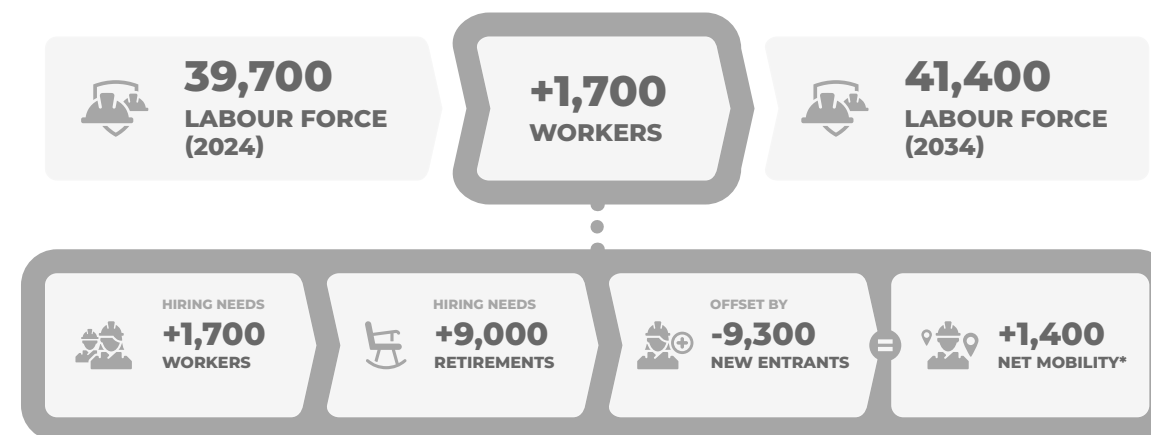 39,700
LABOUR FORCE
(2024)
+1,700
WORKERS
41,400
LABOUR FORCE
(2034)
HIRING NEEDS
+1,700
WORKERS
HIRING NEEDS
+9,000
RETIREMENTS
OFFSET BY
-9,300
NEW ENTRANTS
=
+1,400
NET MOBILITY*